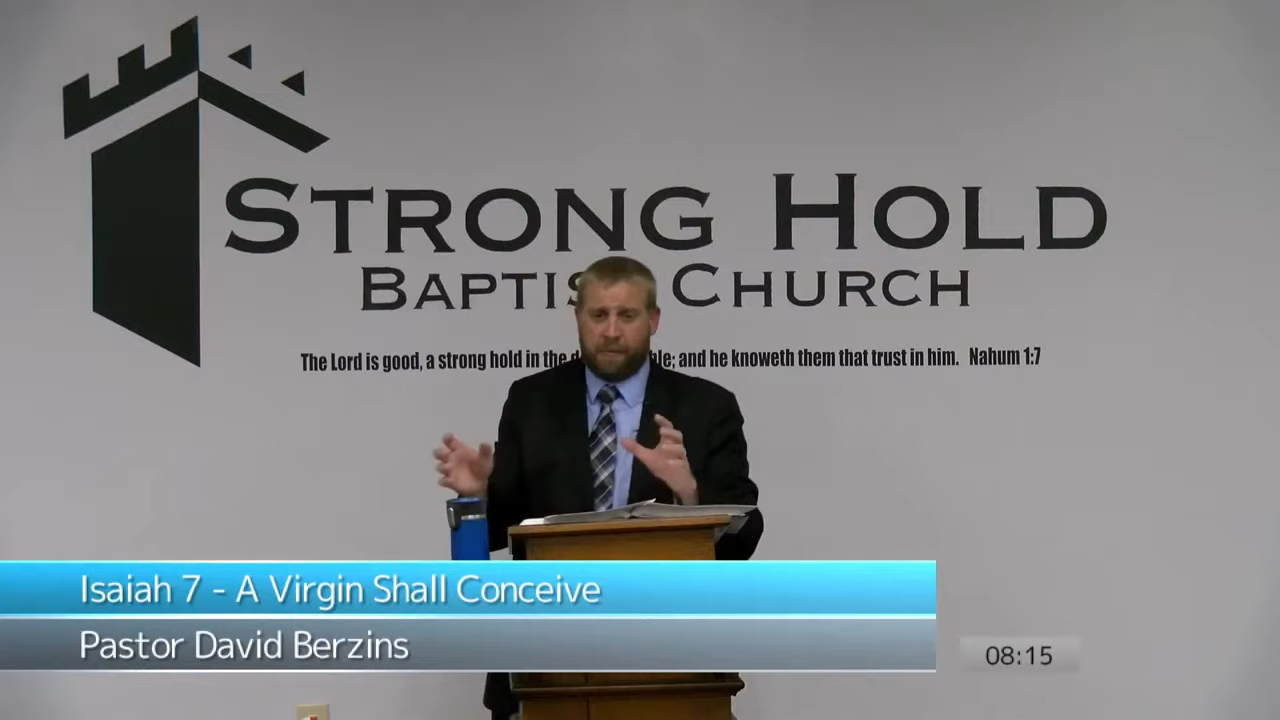 STRONG HOLD
BAPTIS CHURCH
The Lord is good, a strong hold in the and he knoweth them that trust in him. Nahum 1:7
Isaiah 7 - A Virgin Shall Conceive
Pastor David Berzins
08:15